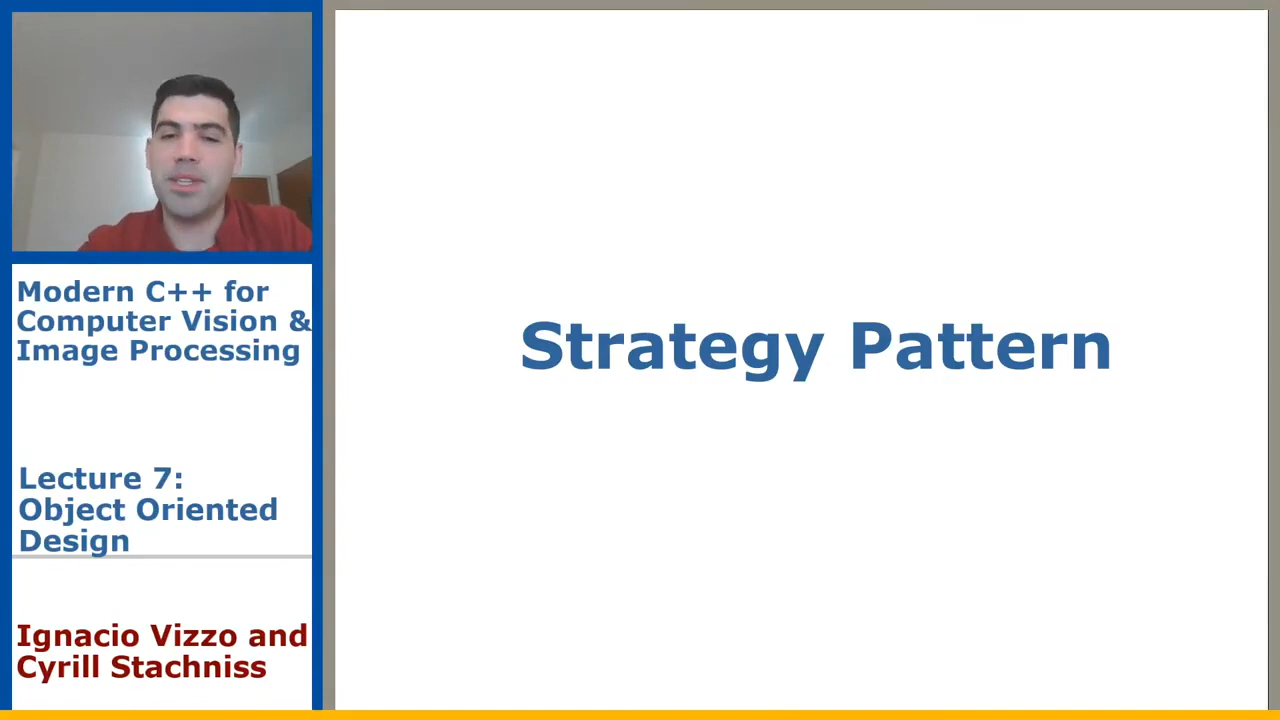 Modern C++ for
Computer Vision &
Image Processing
Lecture 7:
Object Oriented
Design
Ignacio Vizzo and
Cyrill Stachniss
Strategy Pattern